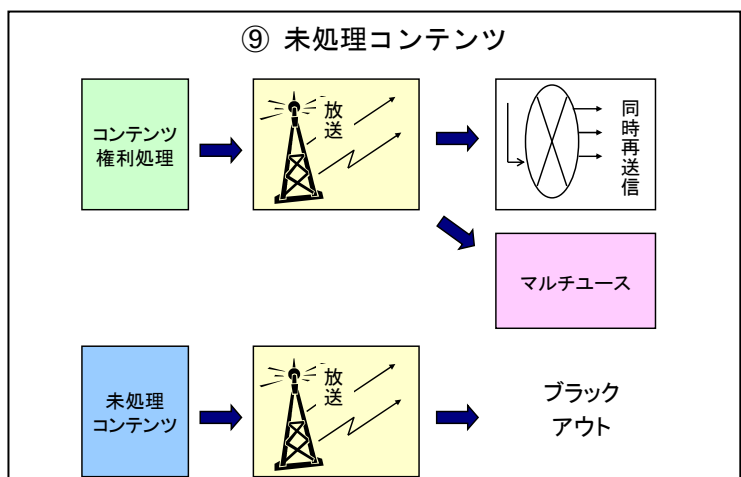 ⑨ 未処理コンテンツ
コンテンツ
権利処理
放送
同時再送信
マルチユース
未処理
コンテンツ
放送
ブラック
アウト